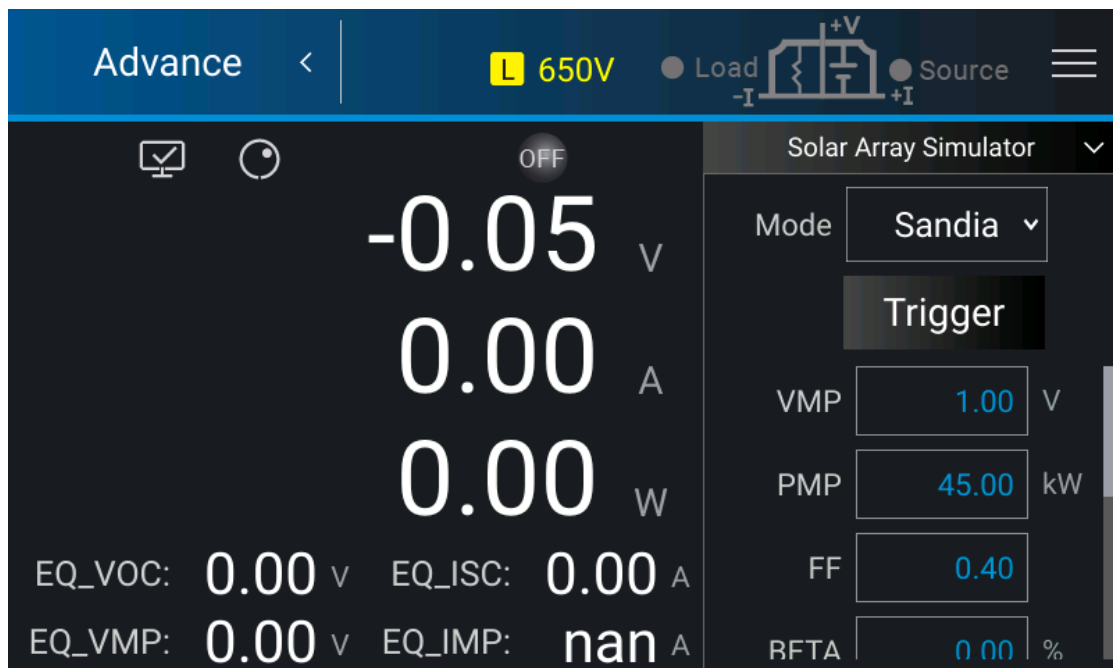 Advance <
L 650V
Load
+V
-I
+I
Source
OFF
-0.05 V
0.00 A
0.00 W
EQ_VOC: 0.00 V EQ_ISC: 0.00 A
EQ_VMP: 0.00 V EQ_IMP: nan A
Solar Array Simulator
Mode Sandia
Trigger
VMP 1.00 V
PMP 45.00 kW
FF 0.40
BETA 0.00 %